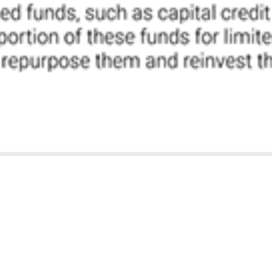 ed funds, such as capital credit
portion of these funds for limite
repurpose them and reinvest th